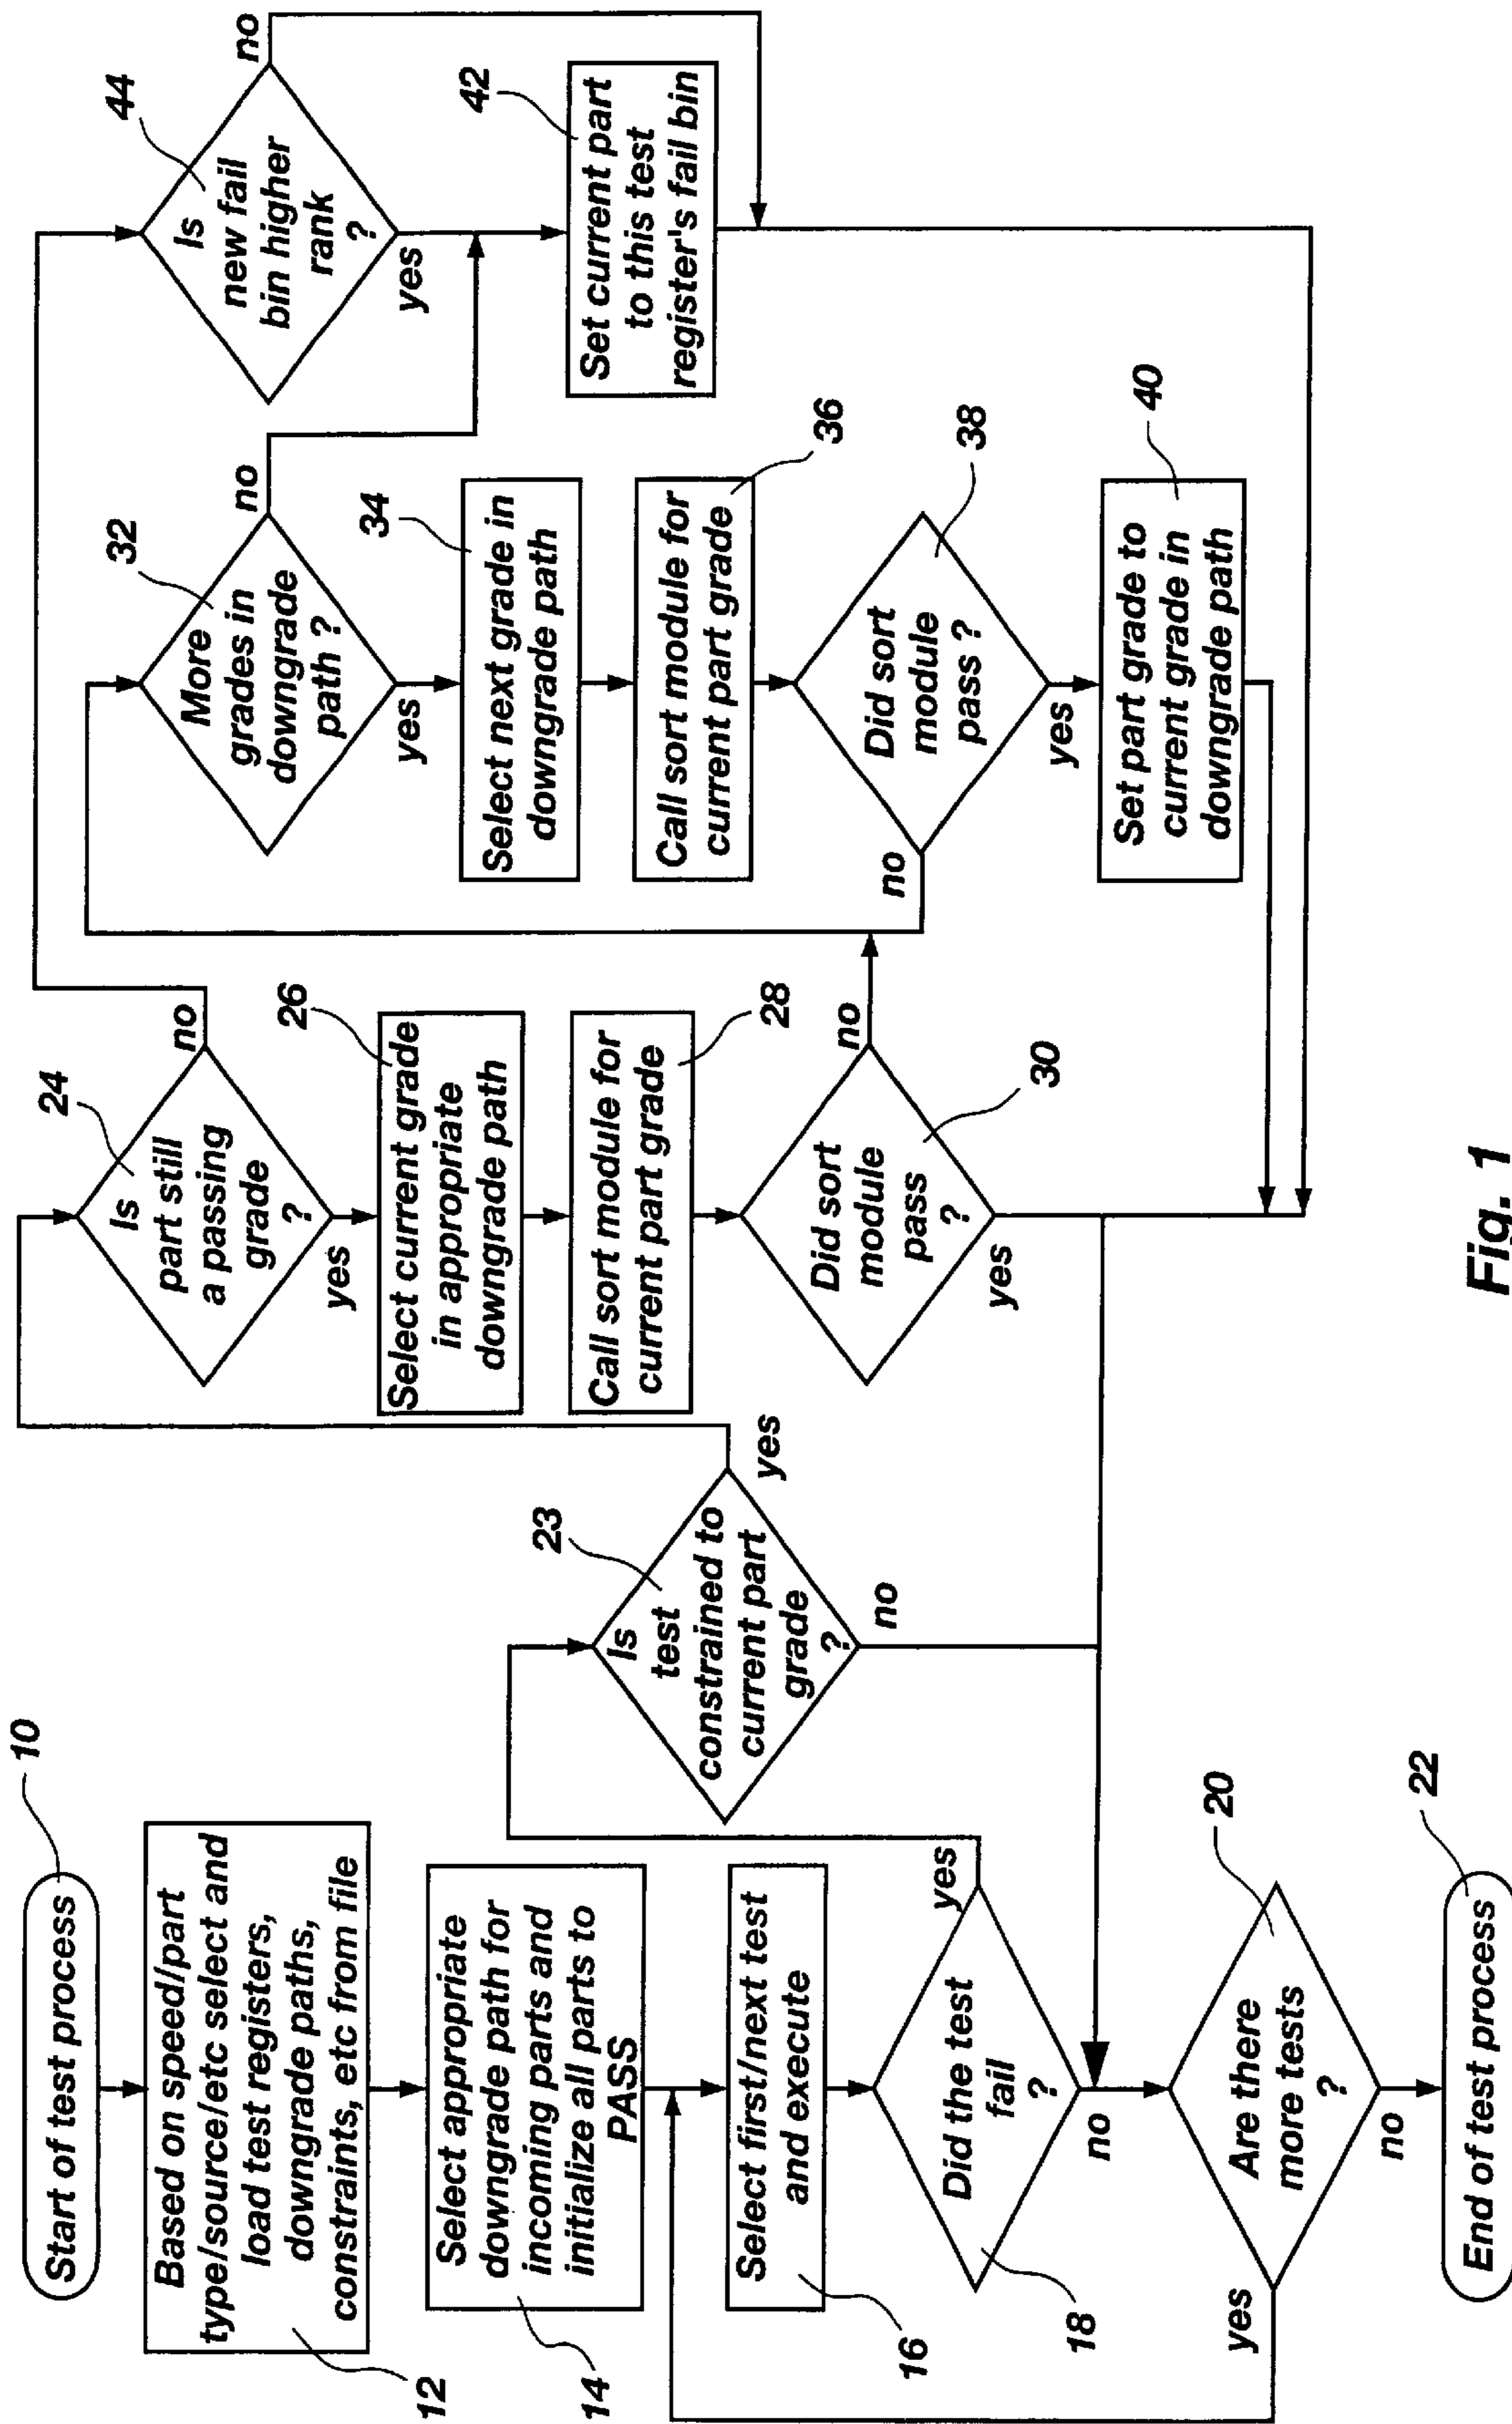 10
Start of test process
Based on speed/part
type/source/etc select and
load test registers,
downgrade paths,
constraints, etc from file
12
Select appropriate
downgrade path for
incoming parts and
initialize all parts to
PASS
14
Select first/next test
and execute
16
Did the test
fail
?
18
yes
no
Are there
more tests
?
20
yes
no
End of test process
22
Is
test
constrained to
current part
grade
?
23
yes
no
Is
part still
a passing
grade
?
24
no
yes
Select current grade
in appropriate
downgrade path
26
Call sort module for
current part grade
28
Did sort
module
pass
?
30
no
yes
More
grades in
downgrade
path ?
32
no
yes
Select next grade in
downgrade path
34
Call sort module for
current part grade
36
Did sort
module
pass ?
38
no
yes
Set part grade to
current grade in
downgrade path
40
Is
new fail
bin higher
rank
?
44
no
yes
Set current part
to this test
register's fail bin
42
Fig. 1